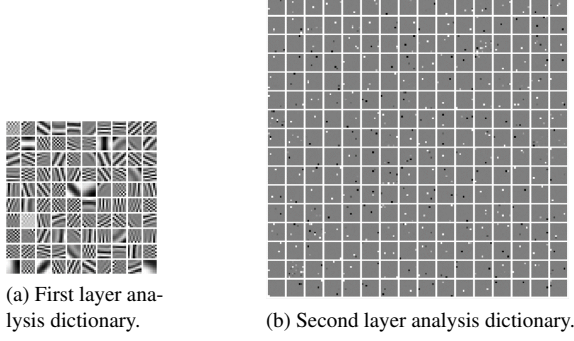 (a) First layer ana-
lysis dictionary.
(b) Second layer analysis dictionary.